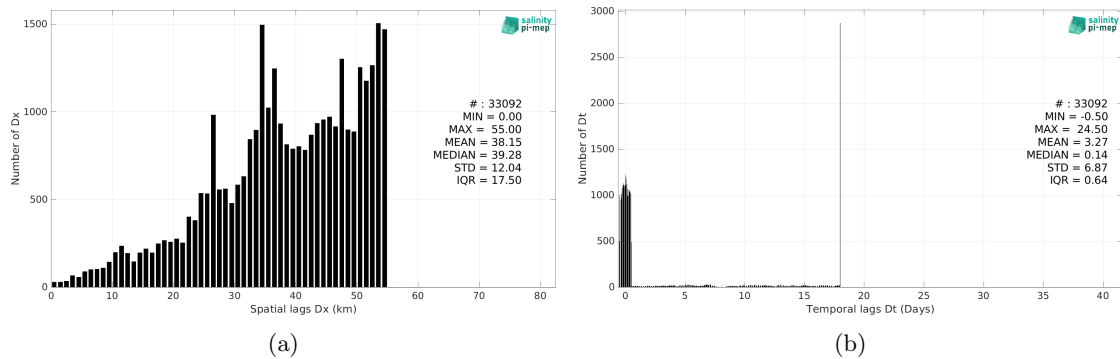 1500
1000
500
0
0
10
20
30
40
50
60
70
80
Number of Dx
Spatial lags Dx (km)
salinity
pi-mep
# : 33092
MIN = 0.00
MAX = 55.00
MEAN = 38.15
MEDIAN = 39.28
STD = 12.04
IQR = 17.50
(a)
3000
2500
2000
1500
1000
500
0
0
5
10
15
20
25
30
35
40
Number of Dt
Temporal lags Dt (Days)
salinity
pi-mep
# : 33092
MIN = -0.50
MAX = 24.50
MEAN = 3.27
MEDIAN = 0.14
STD = 6.87
IQR = 0.64
(b)